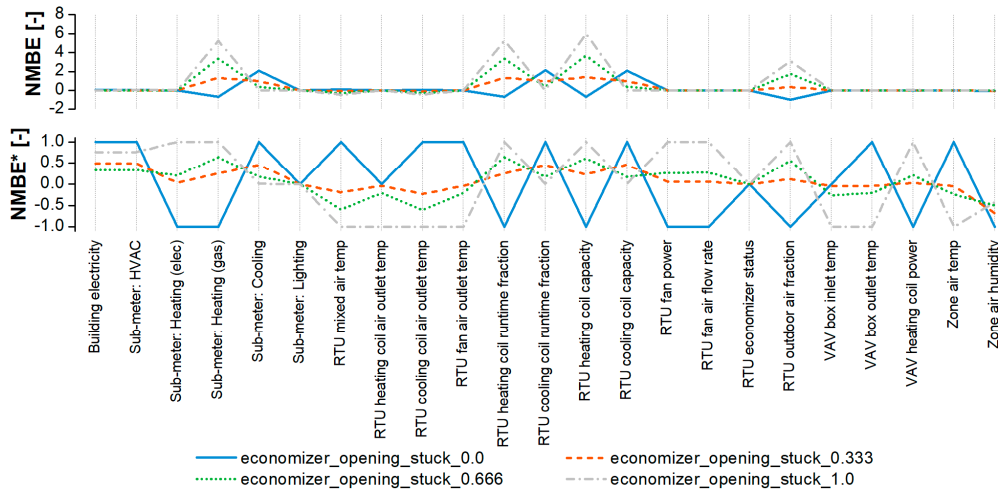 NMBE [-]
8
6
4
2
0
-2
NMBE* [-]
1.0
0.5
0.0
-0.5
-1.0
Building electricity
Sub-meter: HVAC
Sub-meter: Heating (elec)
Sub-meter: Heating (gas)
Sub-meter: Cooling
Sub-meter: Lighting
RTU mixed air temp
RTU heating coil air outlet temp
RTU cooling coil air outlet temp
RTU fan air outlet temp
RTU heating coil runtime fraction
RTU cooling coil runtime fraction
RTU heating coil capacity
RTU cooling coil capacity
RTU fan power
RTU fan air flow rate
RTU economizer status
RTU outdoor air fraction
VAV box inlet temp
VAV box outlet temp
VAV heating coil power
Zone air temp
Zone air humidity
economizer_opening_stuck_0.0
economizer_opening_stuck_0.333
economizer_opening_stuck_0.666
economizer_opening_stuck_1.0